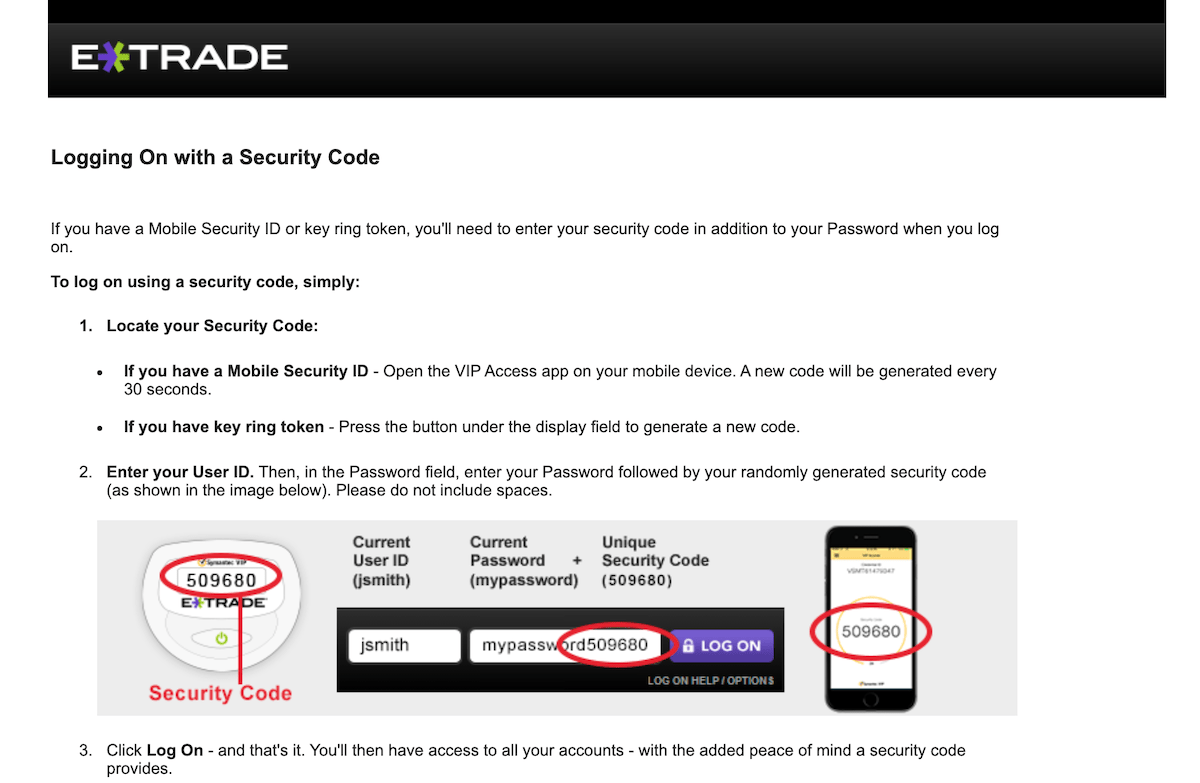 E*TRADE
Logging On with a Security Code
If you have a Mobile Security ID or key ring token, you'll need to enter your security code in addition to your Password when you log
on.
To log on using a security code, simply:
1. Locate your Security Code:
• If you have a Mobile Security ID - Open the VIP Access app on your mobile device. A new code will be generated every
30 seconds.
• If you have key ring token - Press the button under the display field to generate a new code.
2. Enter your User ID. Then, in the Password field, enter your Password followed by your randomly generated security code
(as shown in the image below). Please do not include spaces.
Symantec VIP
509680
E*TRADE
Security Code
Current
User ID
(jsmith)
Current
Password +
(mypassword)
Unique
Security Code
(509680)
jsmith
mypassword509680
LOG ON
LOG ON HELP / OPTIONS
Security Code
509680
3. Click Log On - and that's it. You'll then have access to all your accounts - with the added peace of mind a security code
provides.